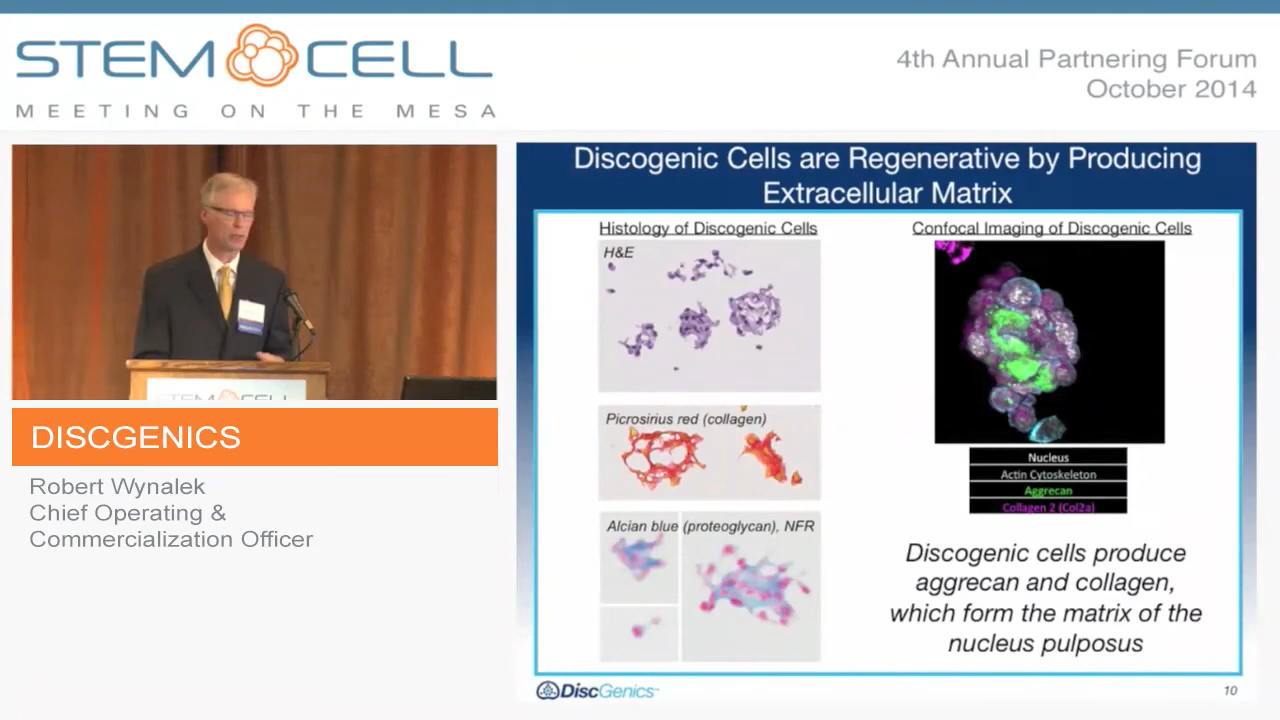 STEM CELL
MEETING ON THE MESA
4th Annual Partnering Forum
October 2014
STEM CELL
DISCGENICS
Robert Wynalek
Chief Operating &
Commercialization Officer
Discogenic Cells are Regenerative by Producing
Extracellular Matrix
Histology of Discogenic Cells
H&E
Picrosirius red (collagen)
Alcian blue (proteoglycan), NFR
Confocal Imaging of Discogenic Cells
Nucleus
Actin Cytoskeleton
Aggrecan
Collagen 2 (Col2a)
Discogenic cells produce
aggrecan and collagen,
which form the matrix of the
nucleus pulposus
DiscGenics
10